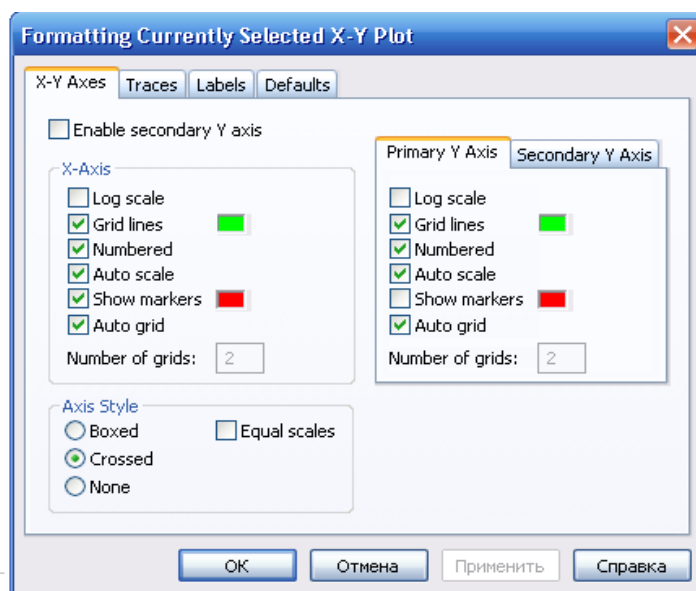 Formatting Currently Selected X-Y Plot
X-Y Axes
Traces
Labels
Defaults
Enable secondary Y axis
X-Axis
Log scale
Grid lines
Numbered
Auto scale
Show markers
Auto grid
Number of grids: 2
Primary Y Axis
Secondary Y Axis
Log scale
Grid lines
Numbered
Auto scale
Show markers
Auto grid
Number of grids: 2
Axis Style
Boxed
Equal scales
Crossed
None
ОК
Отмена
Применить
Справка